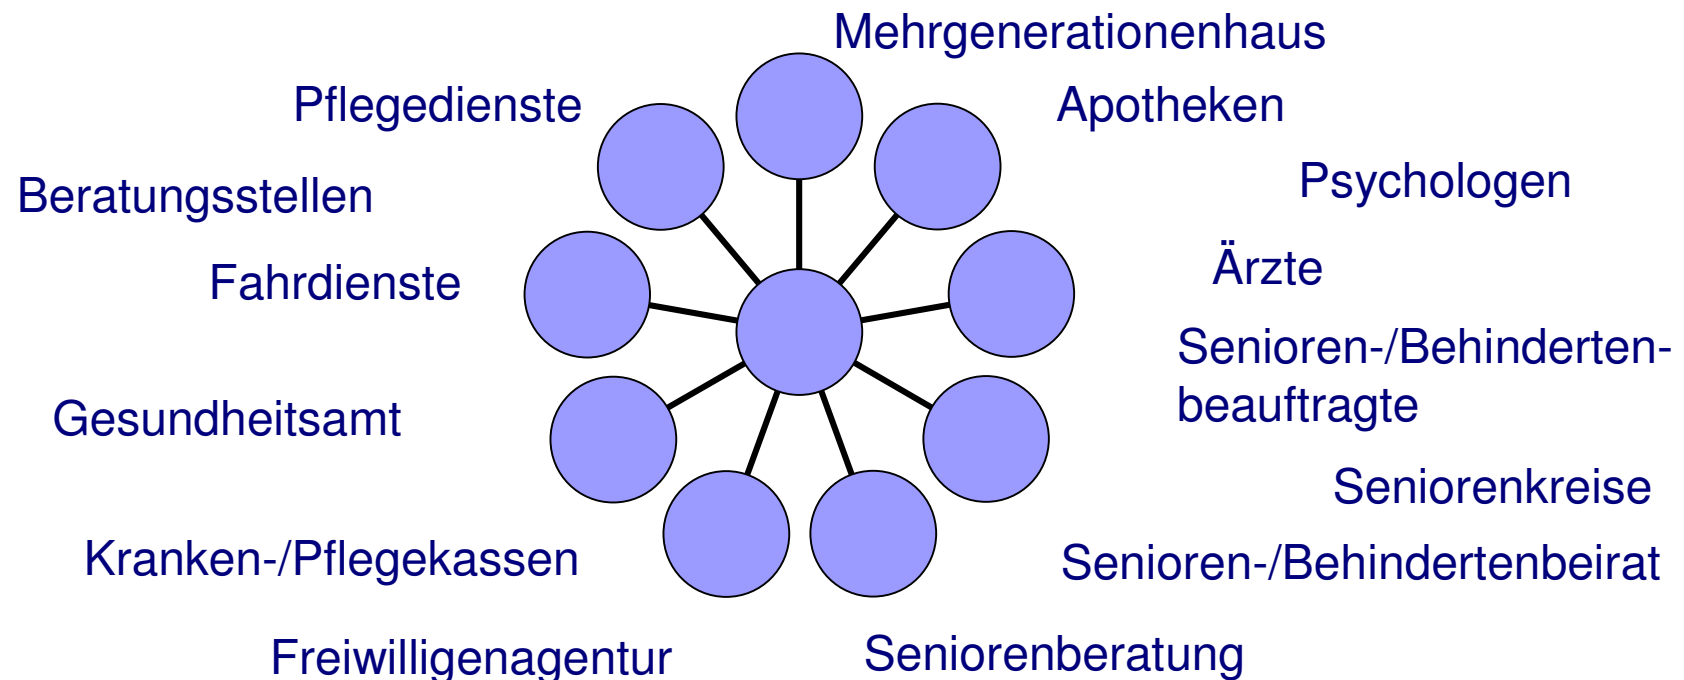 Mehrgenerationenhaus
Pflegedienste
Apotheken
Psychologen
Beratungsstellen
Ärzte
Fahrdienste
Senioren-/Behinderten-
beauftragte
Gesundheitsamt
Seniorenkreise
Kranken-/Pflegekassen
Senioren-/Behindertenbeirat
Freiwilligenagentur
Seniorenberatung